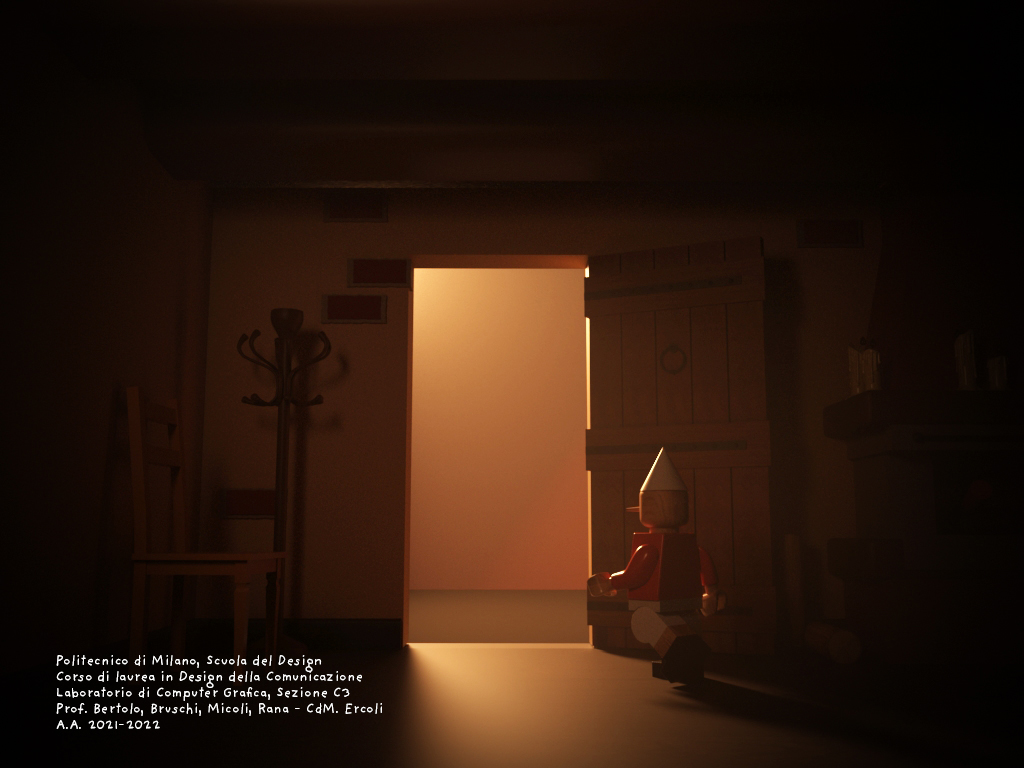 Politecnico di Milano, Scuola del Design
Corso di laurea in Design della Comunicazione
Laboratorio di Computer Grafica, Sezione C3
Prof. Bertolo, Bruschi, Micoli, Rana - CdM. Ercoli
A.A. 2021-2022